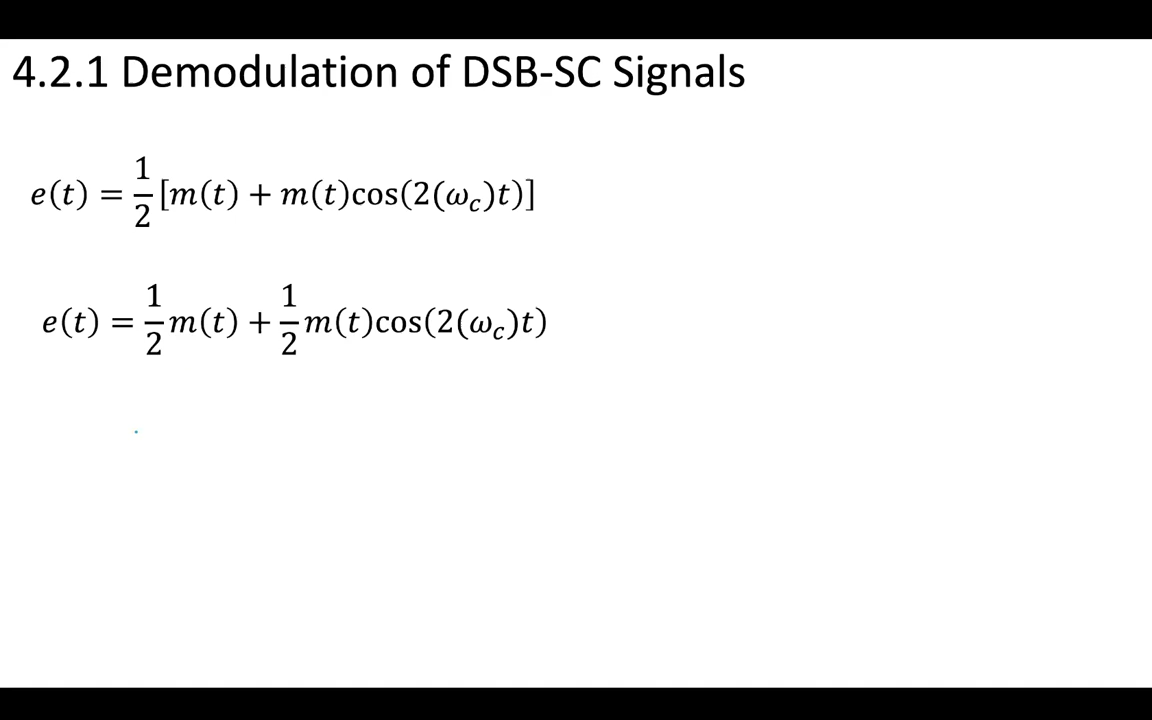 4.2.1 Demodulation of DSB-SC Signals
e(t) = 1/2 [m(t) + m(t)cos(2(ω_c)t)]
e(t) = 1/2 m(t) + 1/2 m(t)cos(2(ω_c)t)